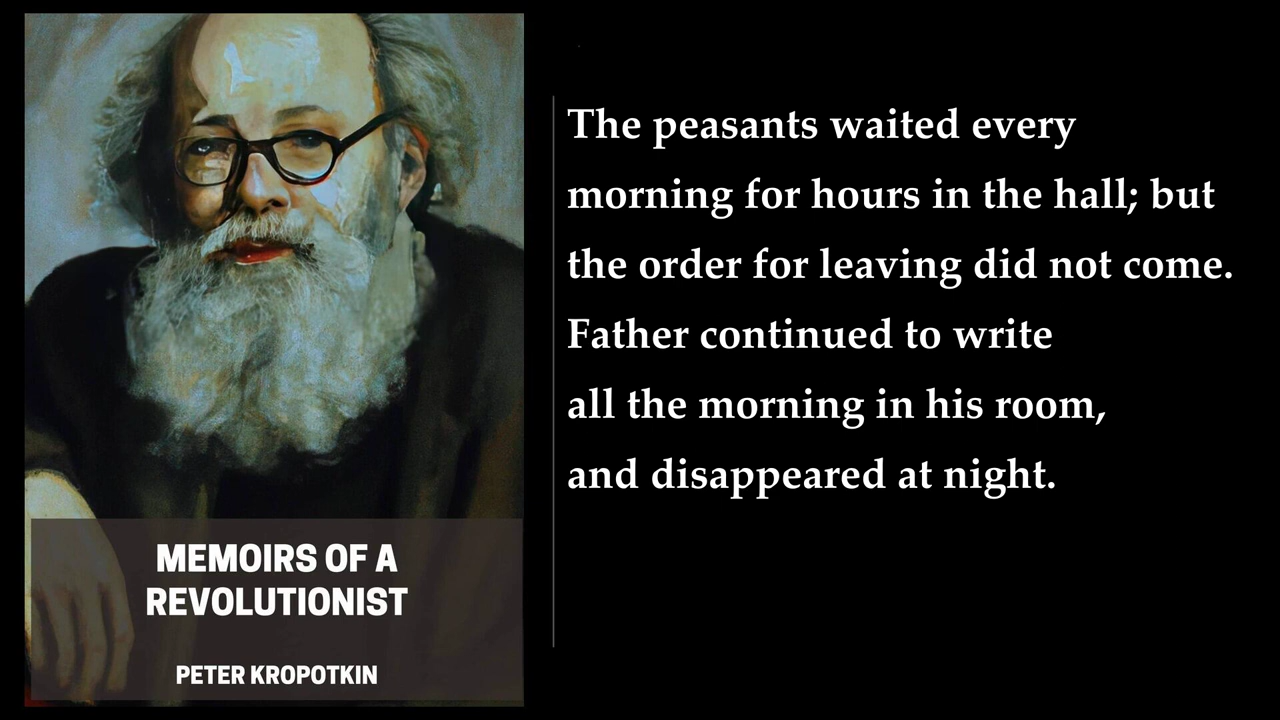 MEMOIRS OF A
REVOLUTIONIST
PETER KROPOTKIN
The peasants waited every
morning for hours in the hall; but
the order for leaving did not come.
Father continued to write
all the morning in his room,
and disappeared at night.